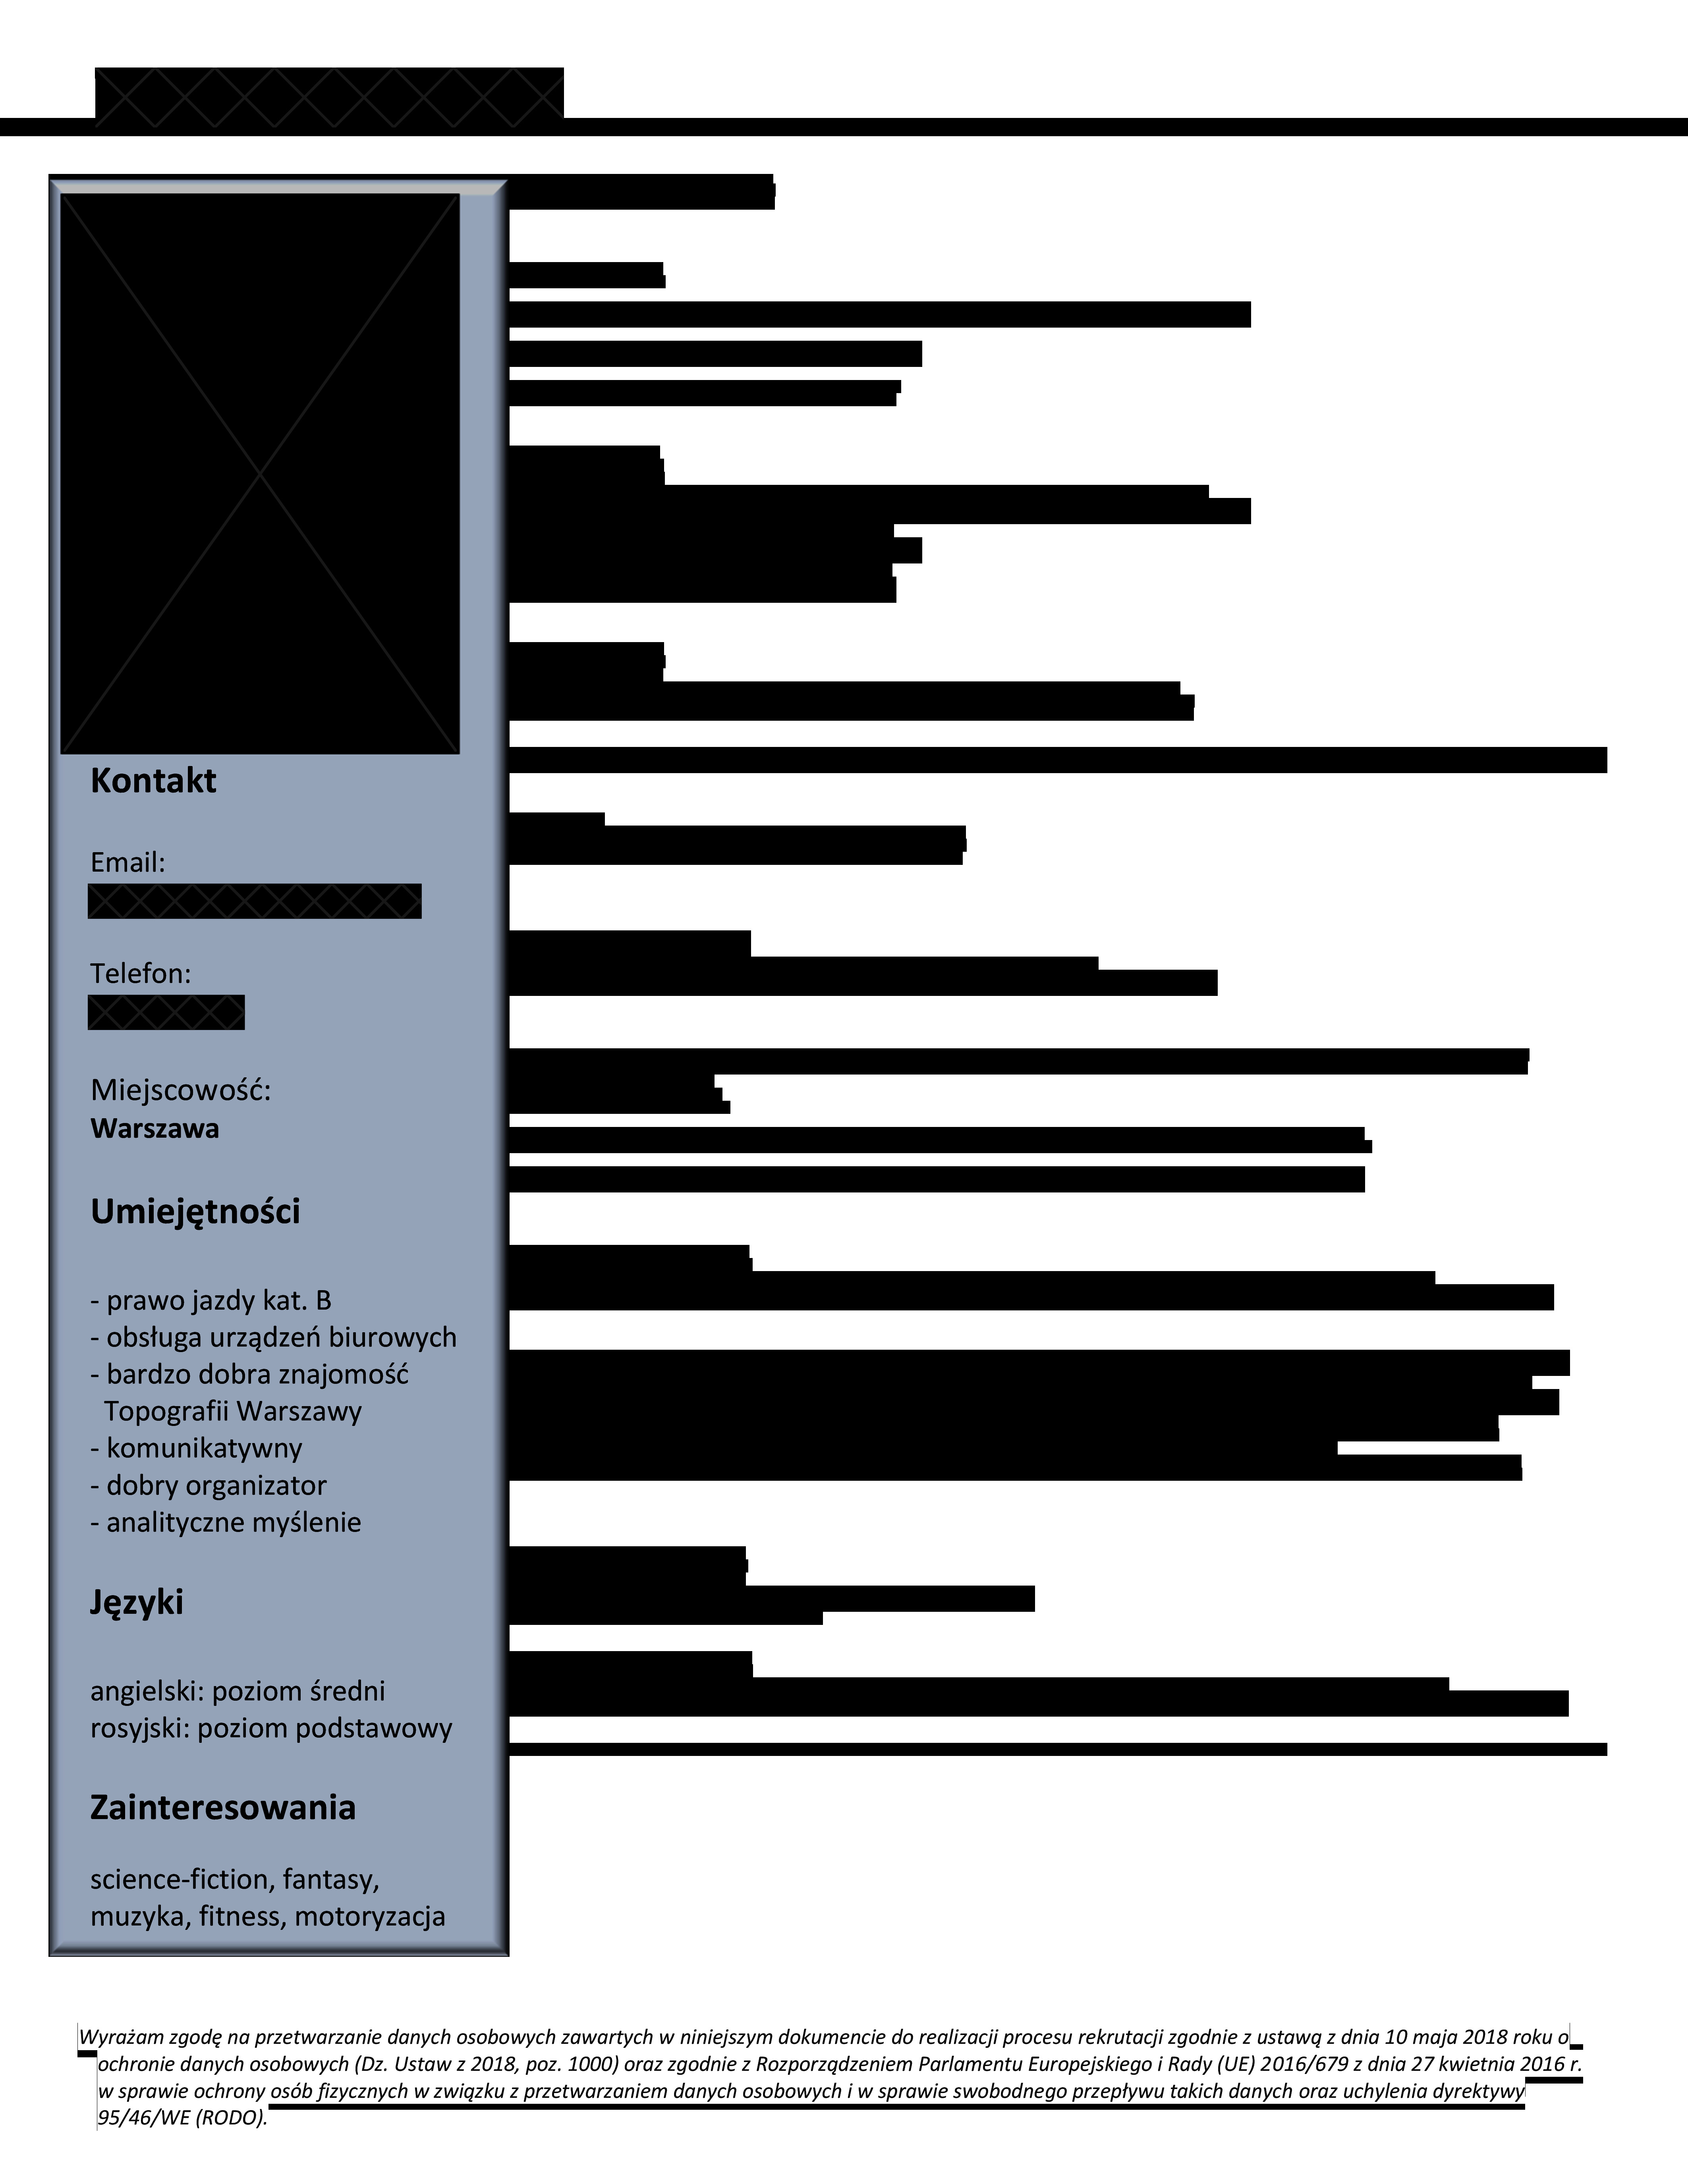 Kontakt
Email:
Telefon:
Miejscowość:
Warszawa
Umiejętności
- prawo jazdy kat. B
- obsługa urządzeń biurowych
- bardzo dobra znajomość
Topografii Warszawy
- komunikatywny
- dobry organizator
- analityczne myślenie
Języki
angielski: poziom średni
rosyjski: poziom podstawowy
Zainteresowania
science-fiction, fantasy,
muzyka, fitness, motoryzacja
Wyrażam zgodę na przetwarzanie danych osobowych zawartych w niniejszym dokumencie do realizacji procesu rekrutacji zgodnie z ustawą z dnia 10 maja 2018 roku o
ochronie danych osobowych (Dz. Ustaw z 2018, poz. 1000) oraz zgodnie z Rozporządzeniem Parlamentu Europejskiego i Rady (UE) 2016/679 z dnia 27 kwietnia 2016 r.
w sprawie ochrony osób fizycznych w związku z przetwarzaniem danych osobowych i w sprawie swobodnego przepływu takich danych oraz uchylenia dyrektywy
95/46/WE (RODO).